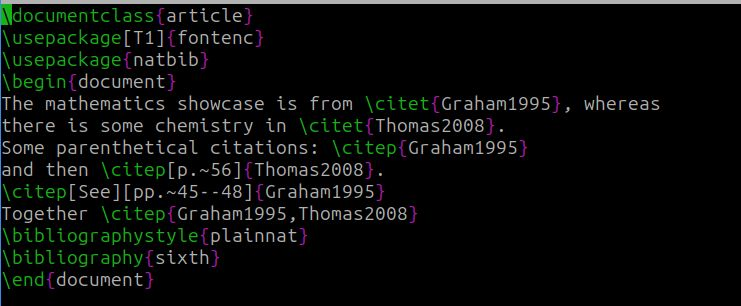 \documentclass{article}
\usepackage[T1]{fontenc}
\usepackage{natbib}
\begin{document}
The mathematics showcase is from \citet{Graham1995}, whereas
there is some chemistry in \citet{Thomas2008}.
Some parenthetical citations: \citep{Graham1995}
and then \citep[p.~56]{Thomas2008}.
\citep[See][pp.~45--48]{Graham1995}
Together \citep{Graham1995,Thomas2008}
\bibliographystyle{plainnat}
\bibliography{sixth}
\end{document}